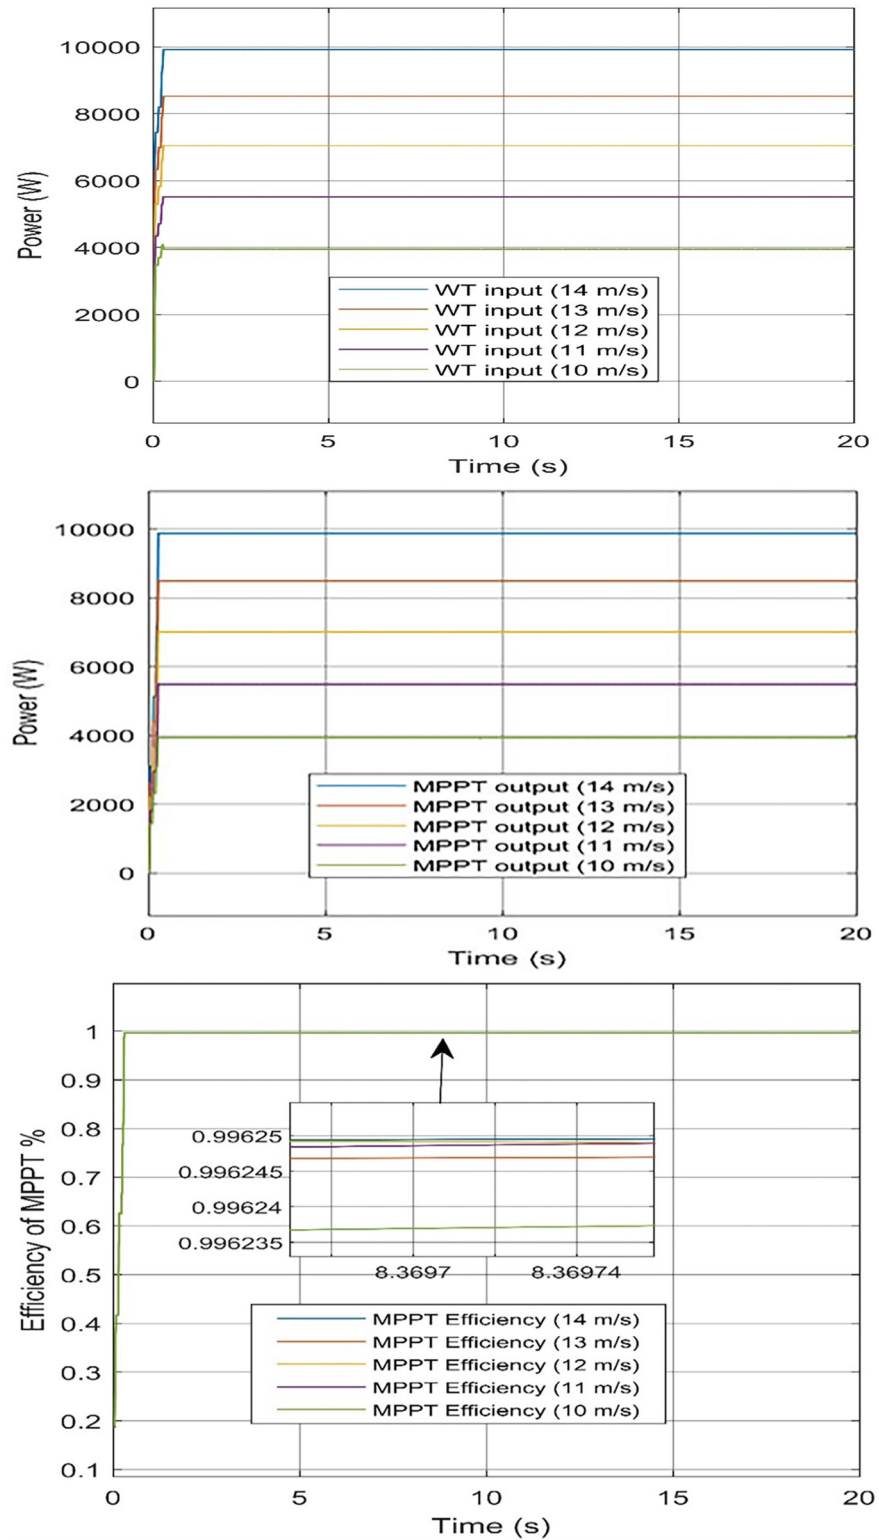 10000
8000
6000
4000
2000
0
Power (W)
WT input (14 m/s)
WT input (13 m/s)
WT input (12 m/s)
WT input (11 m/s)
WT input (10 m/s)
0 5 10 15 20
Time (s)
10000
8000
6000
4000
2000
0
Power (W)
MPPT output (14 m/s)
MPPT output (13 m/s)
MPPT output (12 m/s)
MPPT output (11 m/s)
MPPT output (10 m/s)
0 5 10 15 20
Time (s)
1
0.9
0.8
0.7
0.6
0.5
0.4
0.3
0.2
0.1
Efficiency of MPPT %
0.99625
0.996245
0.99624
0.996235
8.3697 8.36974
MPPT Efficiency (14 m/s)
MPPT Efficiency (13 m/s)
MPPT Efficiency (12 m/s)
MPPT Efficiency (11 m/s)
MPPT Efficiency (10 m/s)
0 5 10 15 20
Time (s)